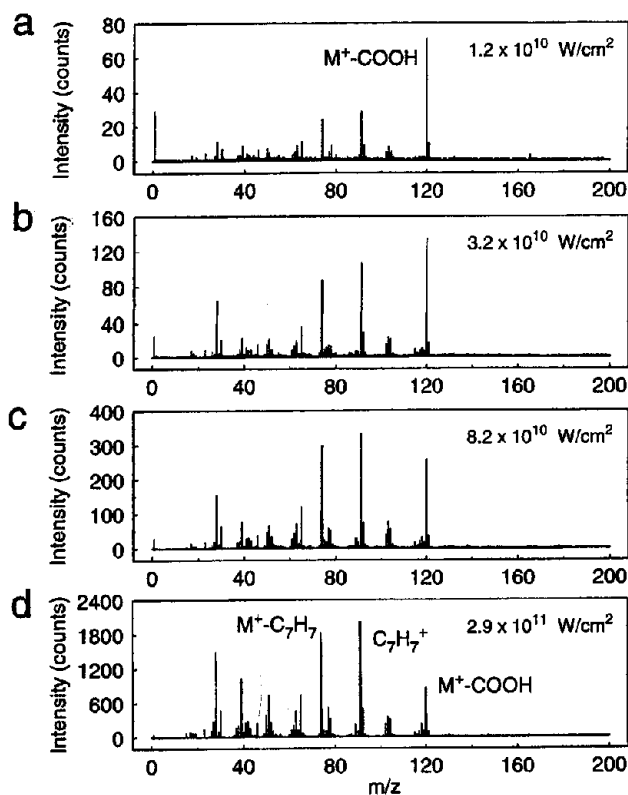 a
80
60
40
20
0
Intensity (counts)
M⁺-COOH
1.2 x 10¹⁰ W/cm²
0 40 80 120 160 200
b
160
120
80
40
0
Intensity (counts)
3.2 x 10¹⁰ W/cm²
0 40 80 120 160 200
c
400
300
200
100
0
Intensity (counts)
8.2 x 10¹⁰ W/cm²
0 40 80 120 160 200
d
2400
1800
1200
600
0
Intensity (counts)
M⁺-C₇H₇
C₇H₇⁺
2.9 x 10¹¹ W/cm²
M⁺-COOH
0 40 80 120 160 200
m/z